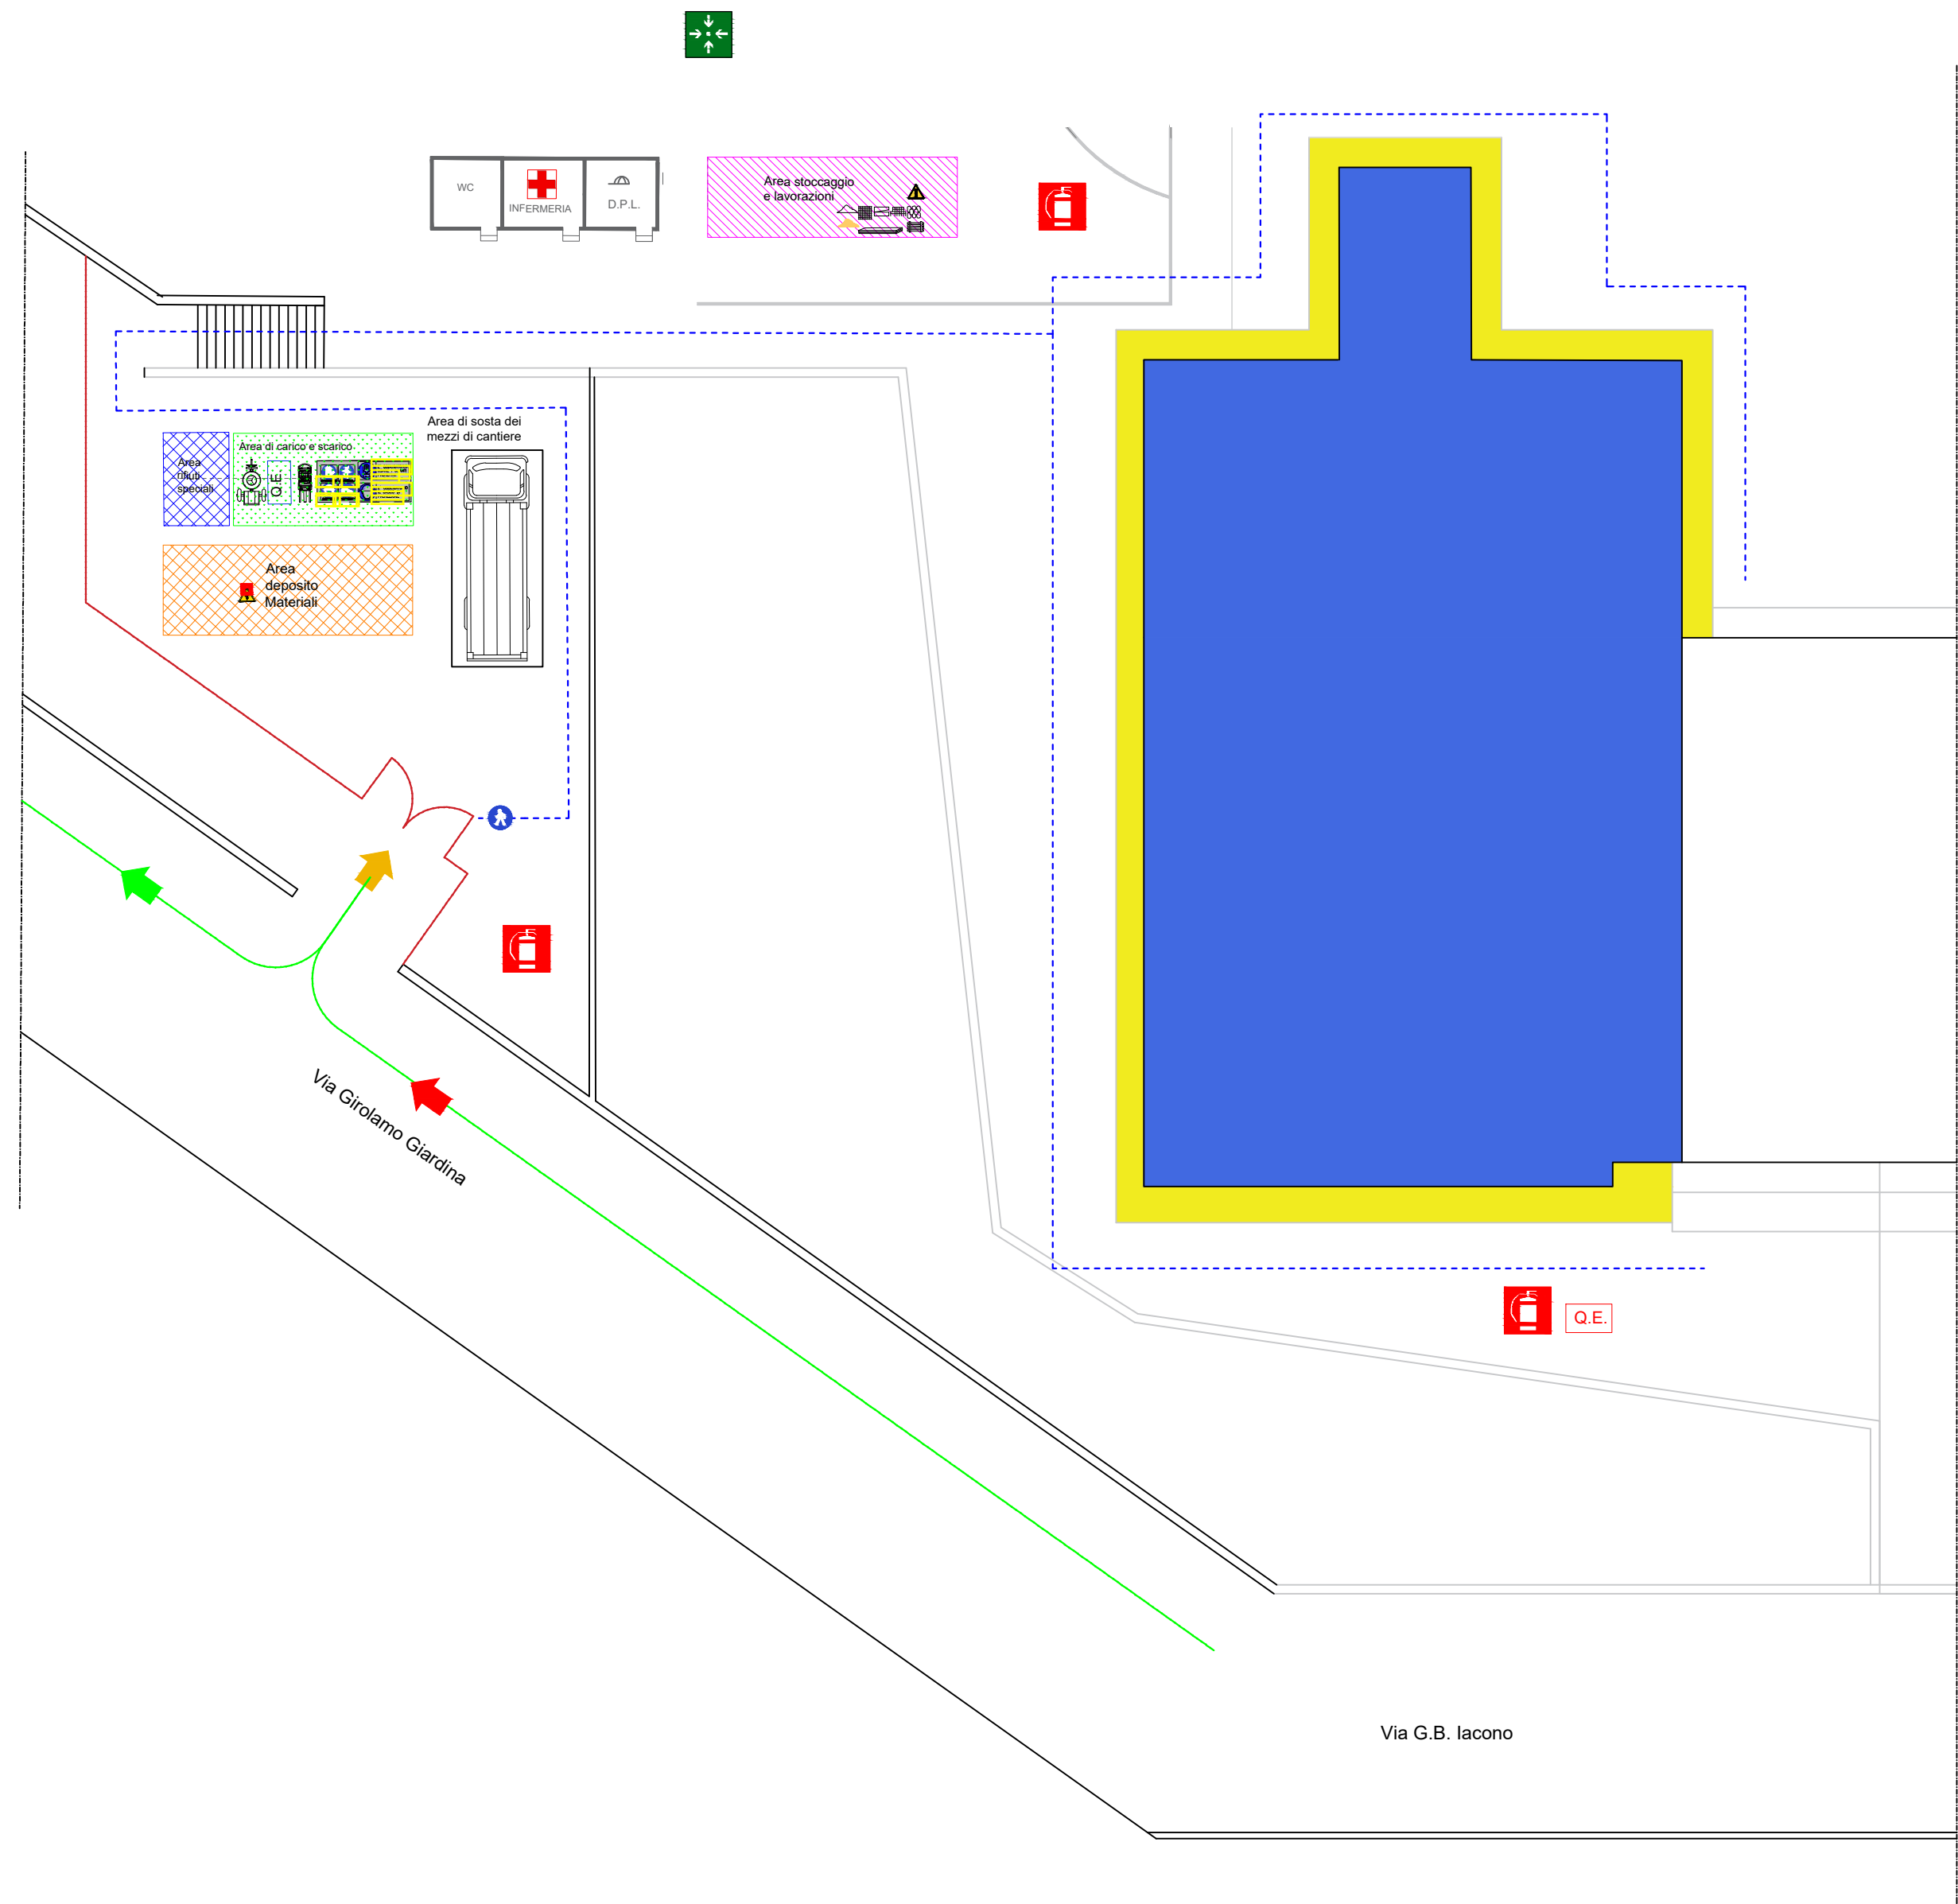 WC
INFERMERIA
D.P.L.
Area stoccaggio
e lavorazioni
Area di sosta dei
mezzi di cantiere
Area di carico e scarico
Area
rifiuti
speciali
Q.E
Area
deposito
Materiali
Via Girolamo Giardina
Q.E.
Via G.B. Iacono